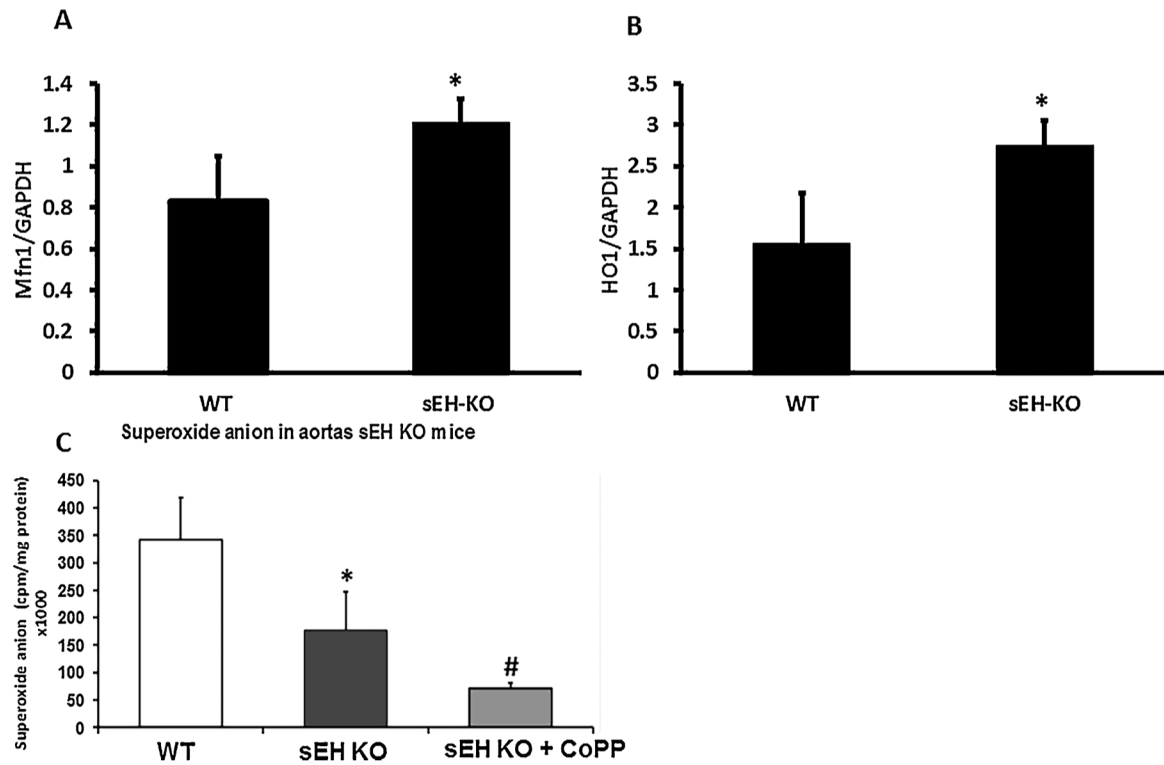 A
Mfn1/GAPDH
1.4
1.2
1
0.8
0.6
0.4
0.2
0
*
WT
sEH-KO
B
HO1/GAPDH
3.5
3
2.5
2
1.5
1
0.5
0
*
WT
sEH-KO
Superoxide anion in aortas sEH KO mice
C
Superoxide anion (cpm/mg protein)
x1000
450
400
350
300
250
200
150
100
50
0
*
#
WT
sEH KO
sEH KO + CoPP